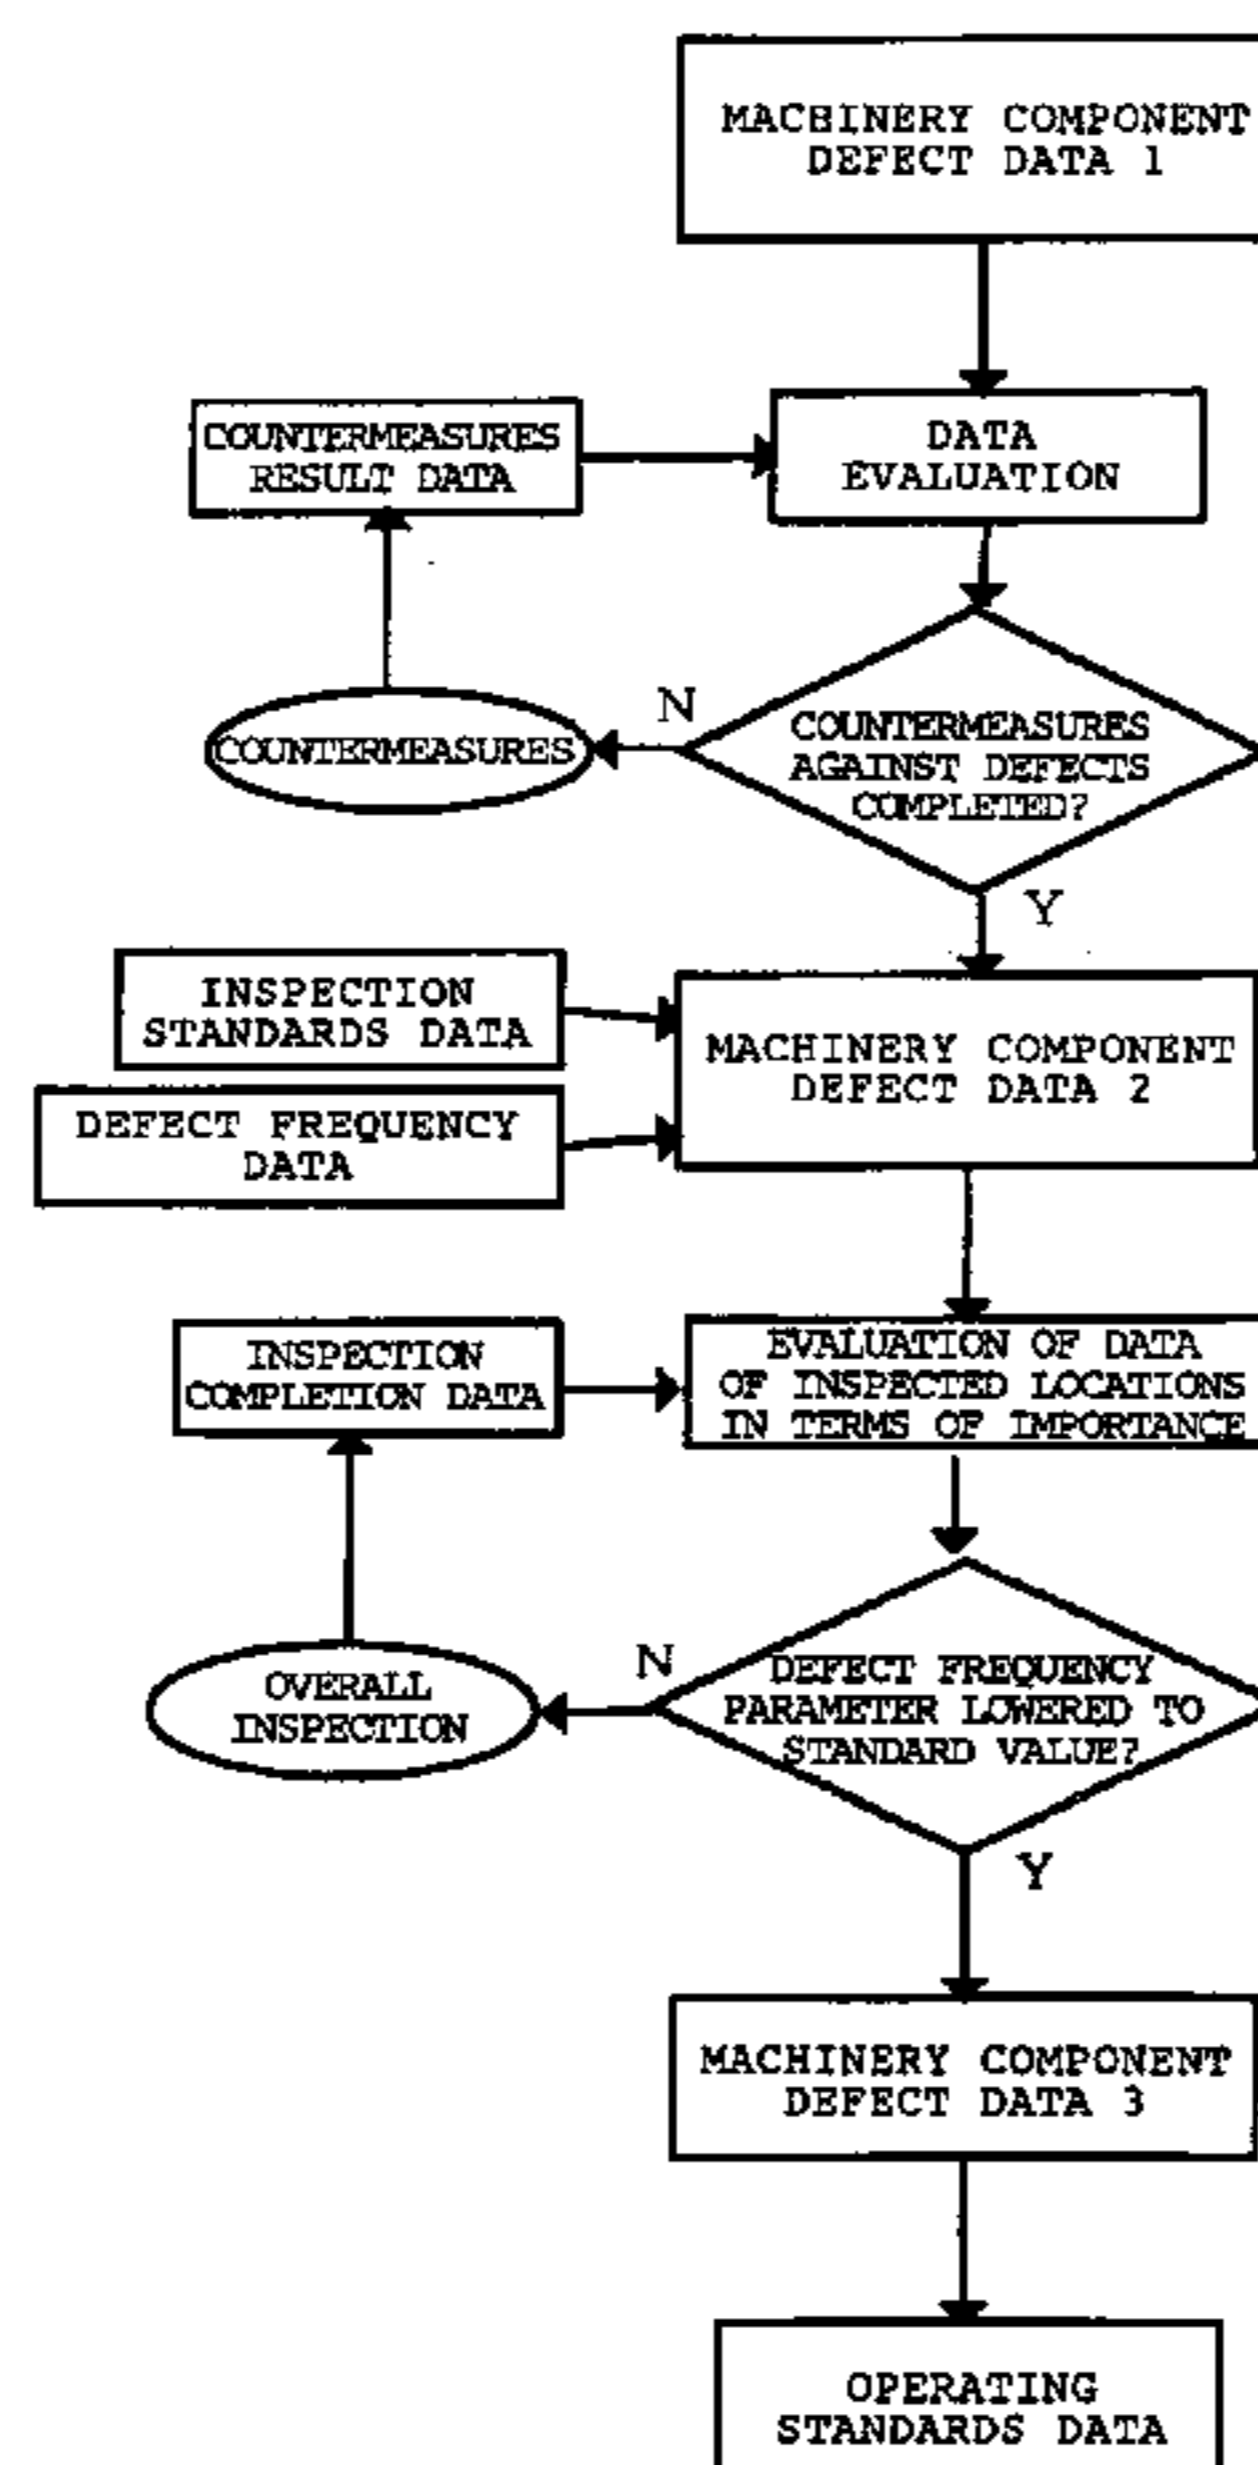 MACHINERY COMPONENT
DEFECT DATA 1
COUNTERMEASURES
RESULT DATA
DATA
EVALUATION
N
COUNTERMEASURES
COUNTERMEASURES
AGAINST DEFECTS
COMPLETED?
Y
INSPECTION
STANDARDS DATA
MACHINERY COMPONENT
DEFECT DATA 2
DEFECT FREQUENCY
DATA
INSPECTION
COMPLETION DATA
EVALUATION OF DATA
OF INSPECTED LOCATIONS
IN TERMS OF IMPORTANCE
N
OVERALL
INSPECTION
DEFECT FREQUENCY
PARAMETER LOWERED TO
STANDARD VALUE?
Y
MACHINERY COMPONENT
DEFECT DATA 3
OPERATING
STANDARDS DATA